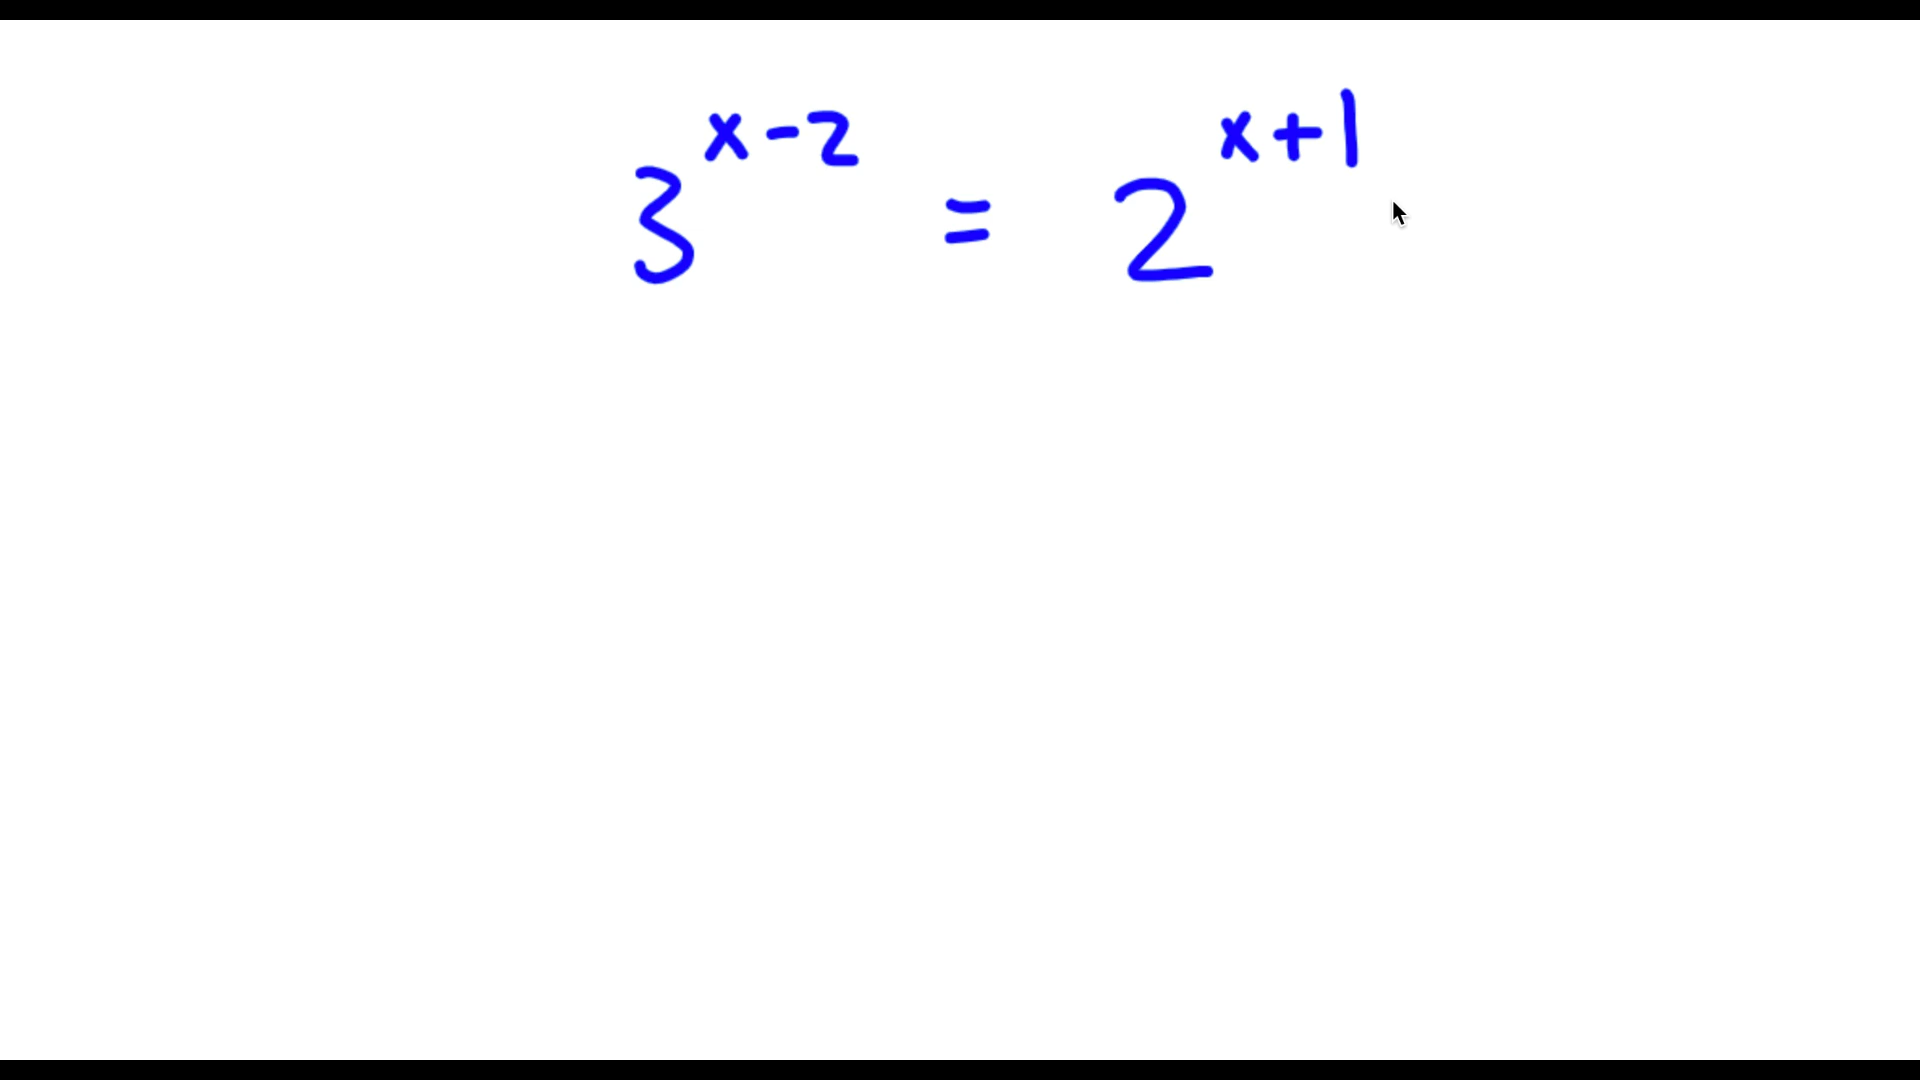 3^{x-2} = 2^{x+1}